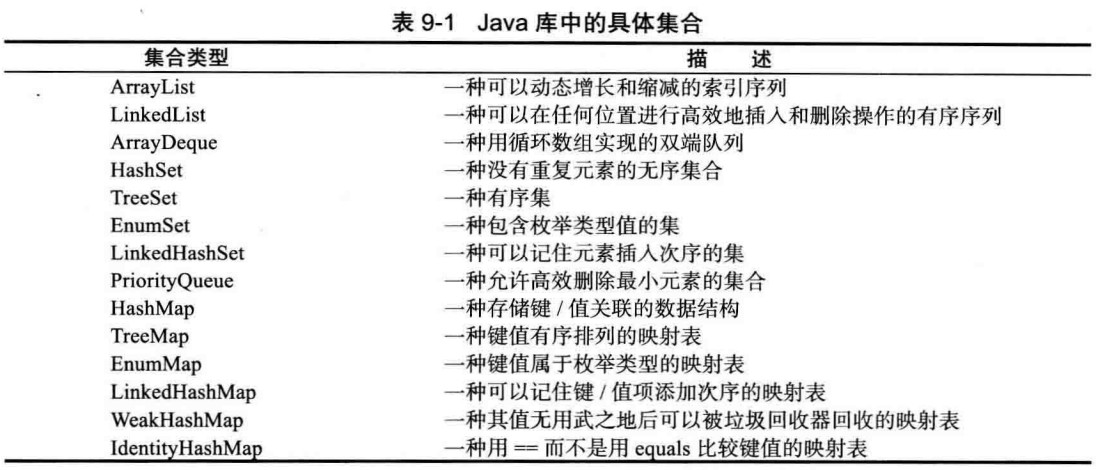 表 9-1 Java 库中的具体集合
集合类型 描 述
ArrayList 一种可以动态增长和缩减的索引序列
LinkedList 一种可以在任何位置进行高效地插入和删除操作的有序序列
ArrayDeque 一种用循环数组实现的双端队列
HashSet 一种没有重复元素的无序集合
TreeSet 一种有序集
EnumSet 一种包含枚举类型值的集
LinkedHashSet 一种可以记住元素插入次序的集
PriorityQueue 一种允许高效删除最小元素的集合
HashMap 一种存储键 / 值关联的数据结构
TreeMap 一种键值有序排列的映射表
EnumMap 一种键值属于枚举类型的映射表
LinkedHashMap 一种可以记住键 / 值项添加次序的映射表
WeakHashMap 一种其值无用武之地后可以被垃圾回收器回收的映射表
IdentityHashMap 一种用 == 而不是用 equals 比较键值的映射表